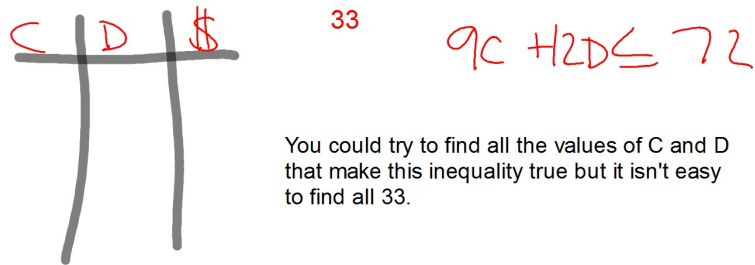 C D $
33
9C +12D ≤ 72
You could try to find all the values of C and D
that make this inequality true but it isn't easy
to find all 33.